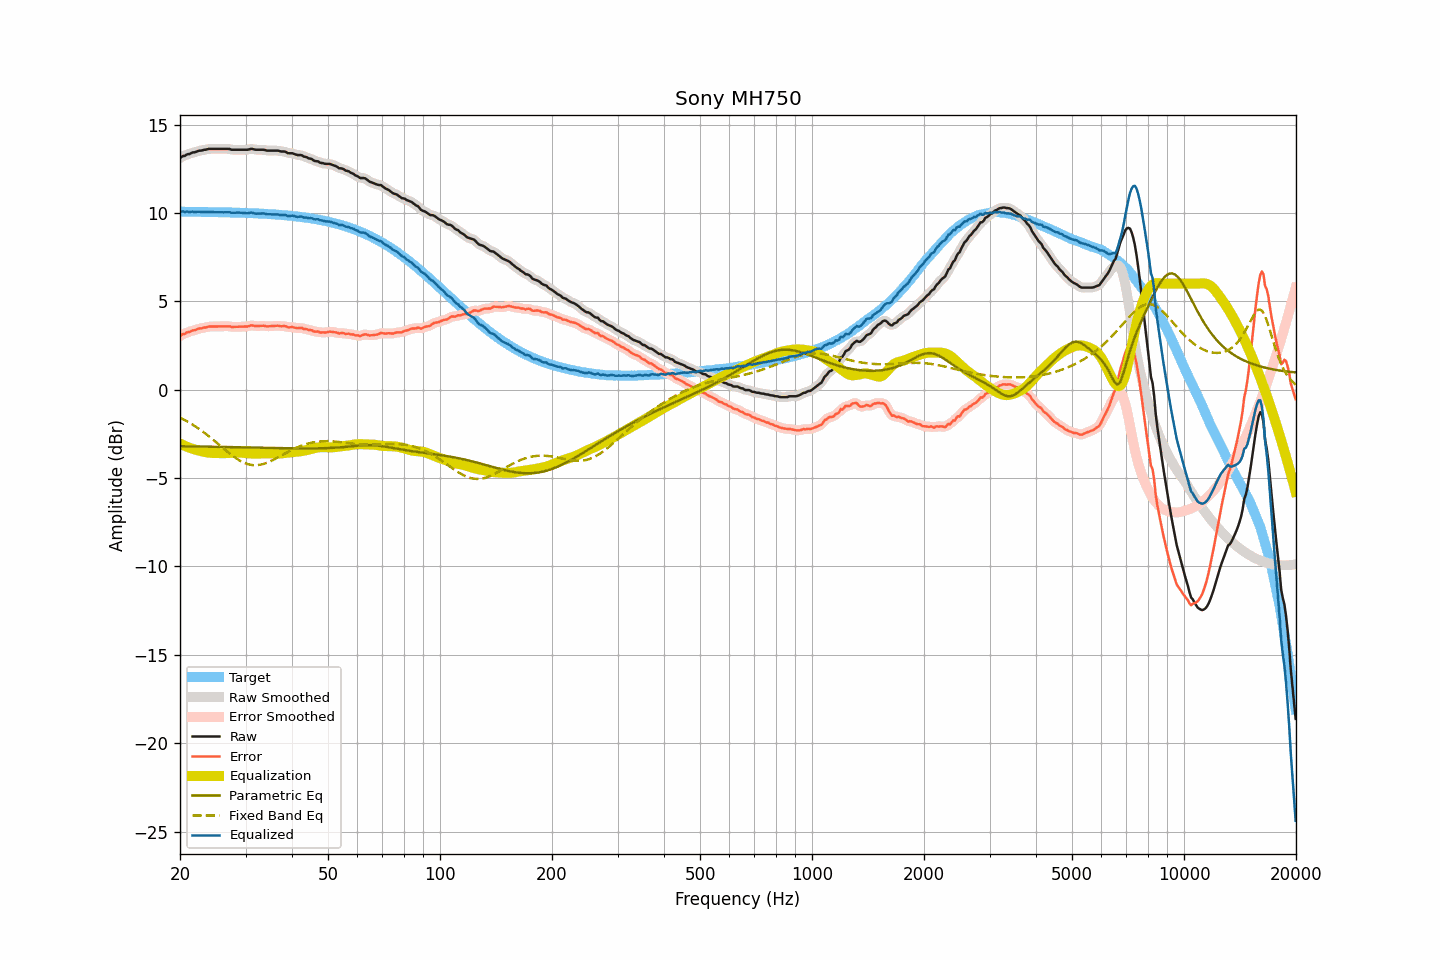 Sony MH750
Amplitude (dBr)
15
10
5
0
−5
−10
−15
−20
−25
Target
Raw Smoothed
Error Smoothed
Raw
Error
Equalization
Parametric Eq
Fixed Band Eq
Equalized
20 50 100 200 500 1000 2000 5000 10000 20000
Frequency (Hz)